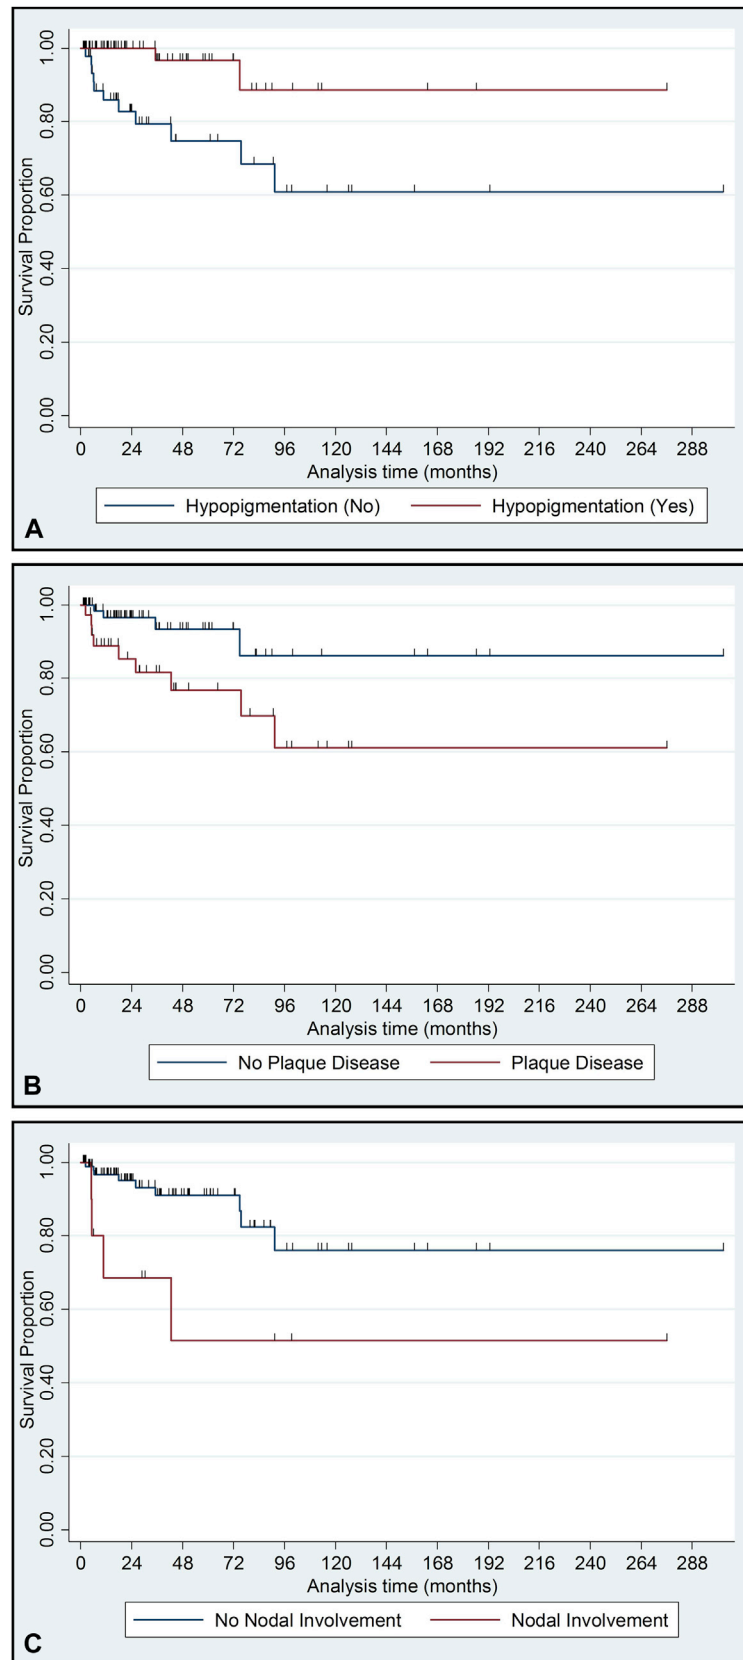 1.00
0.80
0.60
0.40
0.20
0.00
Survival Proportion
0 24 48 72 96 120 144 168 192 216 240 264 288
Analysis time (months)
Hypopigmentation (No) Hypopigmentation (Yes)
A
1.00
0.80
0.60
0.40
0.20
0.00
Survival Proportion
0 24 48 72 96 120 144 168 192 216 240 264 288
Analysis time (months)
No Plaque Disease Plaque Disease
B
1.00
0.80
0.60
0.40
0.20
0.00
Survival Proportion
0 24 48 72 96 120 144 168 192 216 240 264 288
Analysis time (months)
No Nodal Involvement Nodal Involvement
C